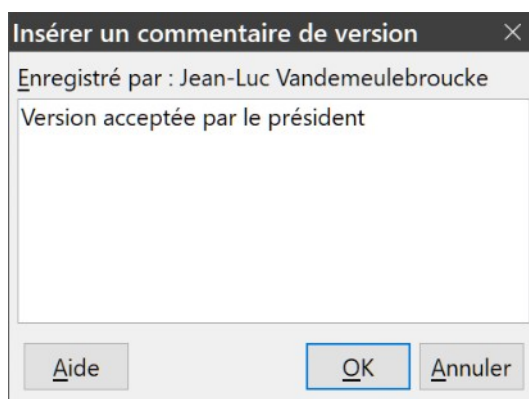 Insérer un commentaire de version
Enregistré par : Jean-Luc Vandemeulebroucke
Version acceptée par le président
Aide
OK
Annuler